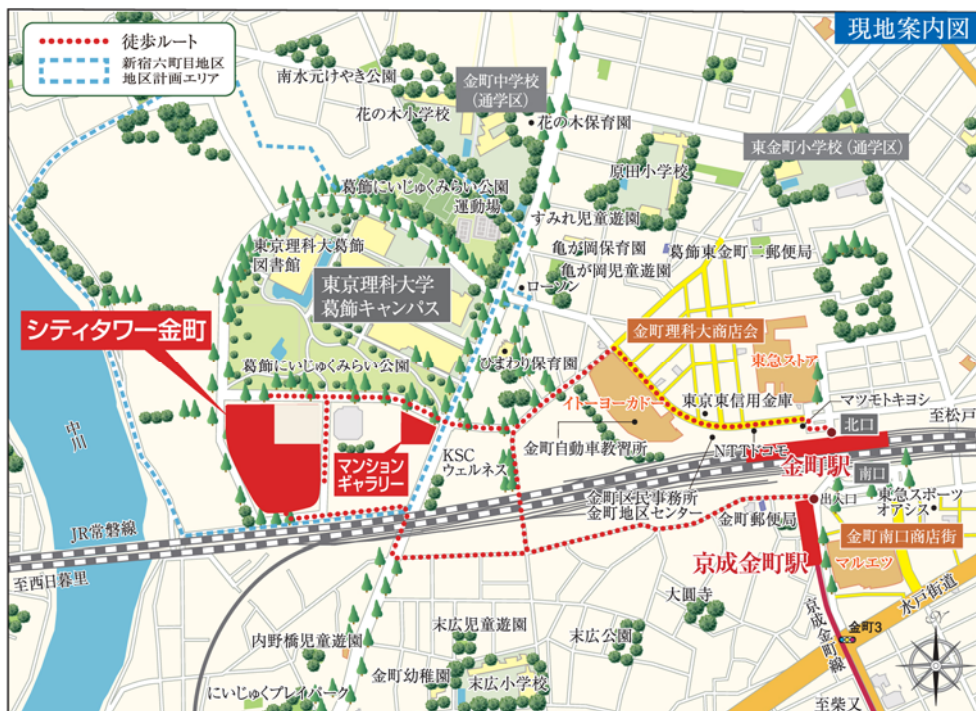 現地案内図
徒歩ルート
新宿六町目地区
地区計画エリア
南水元けやき公園
金町中学校
(通学区)
花の木小学校
花の木保育園
東金町小学校(通学区)
原田小学校
葛飾にいじゅくみらい公園
運動場
すみれ児童遊園
東京理科大葛飾
図書館
亀が岡保育園
葛飾東金町二郵便局
亀が岡児童遊園
東京理科大学
葛飾キャンパス
ローソン
シティタワー金町
金町理科大商店会
ひまわり保育園
東急ストア
葛飾にいじゅくみらい公園
イトーヨーカドー
東京東信用金庫
マツモトキヨシ
至松戸
北口
中川
金町自動車教習所
NTTドコモ
KSC
ウェルネス
マンション
ギャラリー
金町駅
南口
金町区民事務所
金町地区センター
出入口
東急スポーツ
オアシス
金町郵便局
JR常磐線
金町南口商店街
至西日暮里
京成金町駅
マルエツ
水戸街道
大圓寺
京成金町線
金町3
末広児童遊園
末広公園
内野橋児童遊園
金町幼稚園
末広小学校
にいじゅくプレイパーク
至柴又